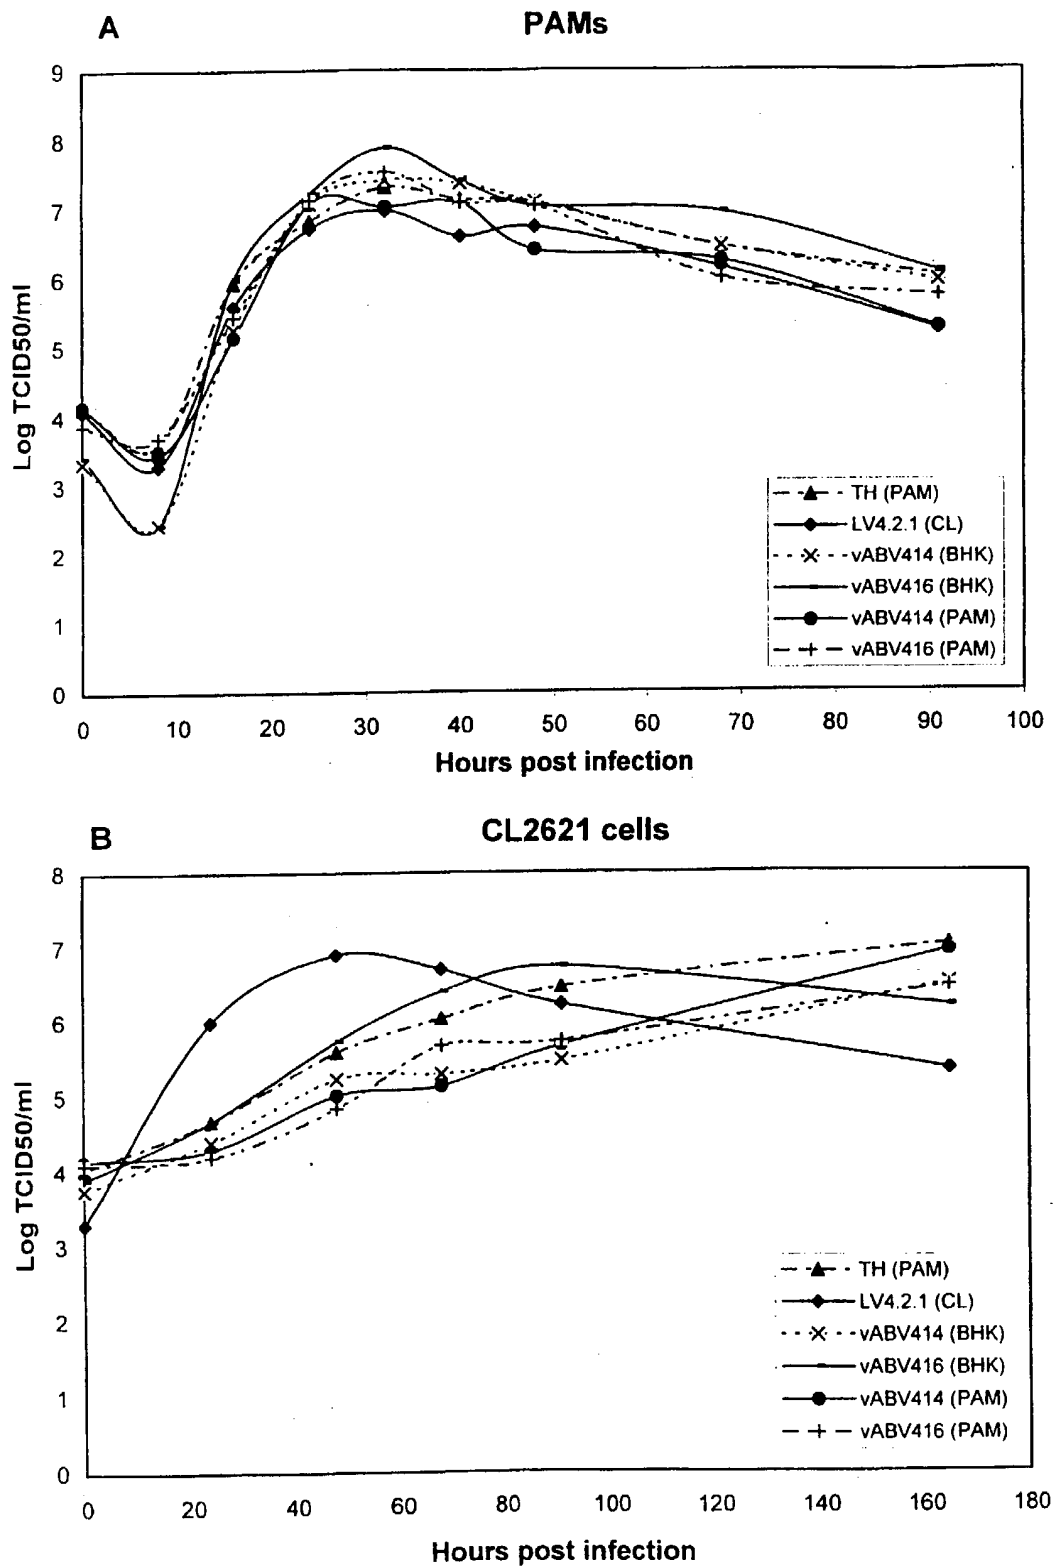 A
PAMs
9
8
7
6
5
4
3
2
1
0
Log TCID50/ml
TH (PAM)
LV4.2.1 (CL)
vABV414 (BHK)
vABV416 (BHK)
vABV414 (PAM)
vABV416 (PAM)
0 10 20 30 40 50 60 70 80 90 100
Hours post infection
B
CL2621 cells
8
7
6
5
4
3
2
1
0
Log TCID50/ml
TH (PAM)
LV4.2.1 (CL)
vABV414 (BHK)
vABV416 (BHK)
vABV414 (PAM)
vABV416 (PAM)
0 20 40 60 80 100 120 140 160 180
Hours post infection